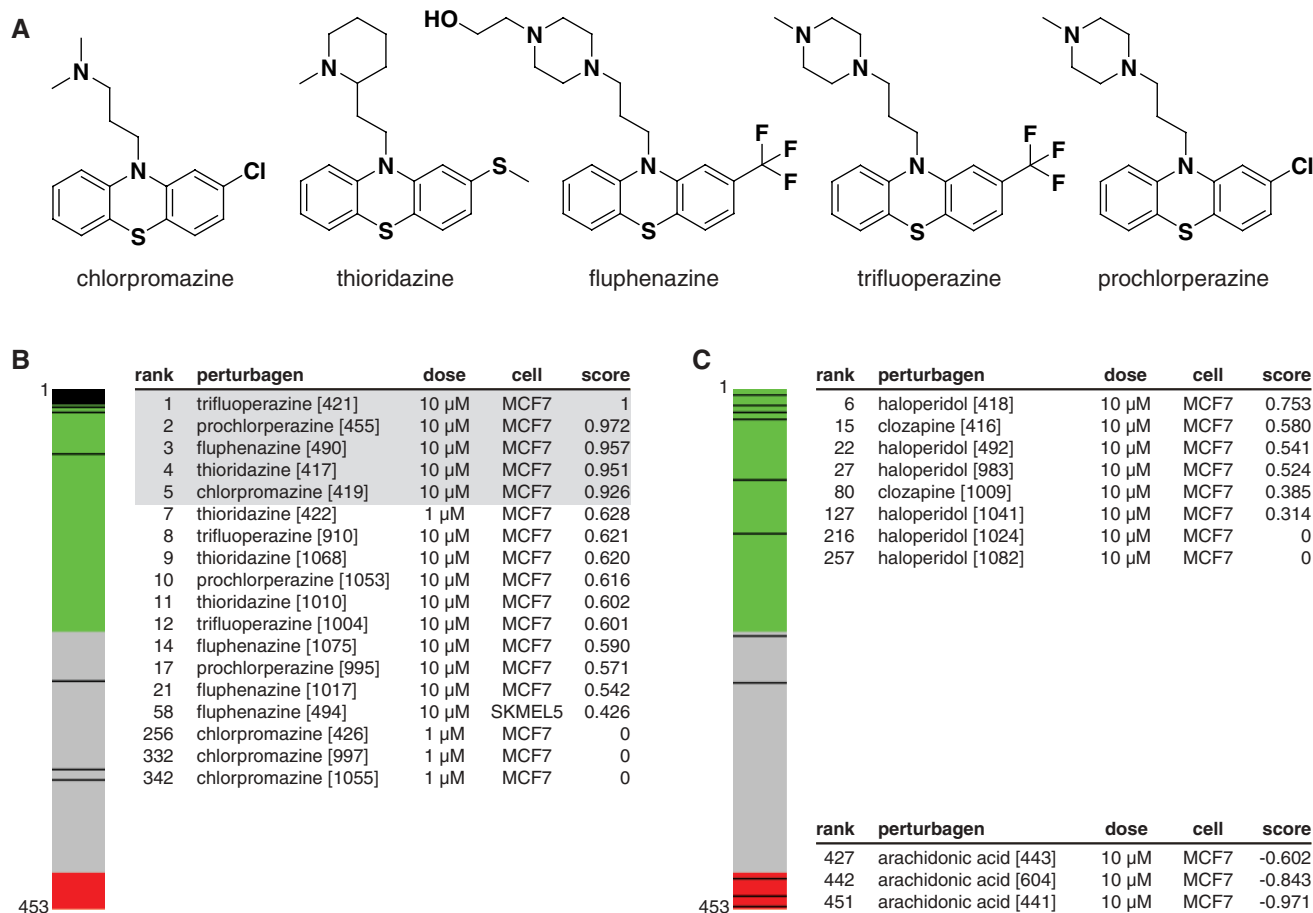 A
N
Cl
N
S
chlorpromazine
N
N
S
S
thioridazine
HO
N
N
N
F
F
F
S
fluphenazine
N
N
N
F
F
F
S
trifluoperazine
N
N
N
Cl
S
prochlorperazine
B
1
453
rank perturbagen dose cell score
1 trifluoperazine [421] 10 µM MCF7 1
2 prochlorperazine [455] 10 µM MCF7 0.972
3 fluphenazine [490] 10 µM MCF7 0.957
4 thioridazine [417] 10 µM MCF7 0.951
5 chlorpromazine [419] 10 µM MCF7 0.926
7 thioridazine [422] 1 µM MCF7 0.628
8 trifluoperazine [910] 10 µM MCF7 0.621
9 thioridazine [1068] 10 µM MCF7 0.620
10 prochlorperazine [1053] 10 µM MCF7 0.616
11 thioridazine [1010] 10 µM MCF7 0.602
12 trifluoperazine [1004] 10 µM MCF7 0.601
14 fluphenazine [1075] 10 µM MCF7 0.590
17 prochlorperazine [995] 10 µM MCF7 0.571
21 fluphenazine [1017] 10 µM MCF7 0.542
58 fluphenazine [494] 10 µM SKMEL5 0.426
256 chlorpromazine [426] 1 µM MCF7 0
332 chlorpromazine [997] 1 µM MCF7 0
342 chlorpromazine [1055] 1 µM MCF7 0
C
1
453
rank perturbagen dose cell score
6 haloperidol [418] 10 µM MCF7 0.753
15 clozapine [416] 10 µM MCF7 0.580
22 haloperidol [492] 10 µM MCF7 0.541
27 haloperidol [983] 10 µM MCF7 0.524
80 clozapine [1009] 10 µM MCF7 0.385
127 haloperidol [1041] 10 µM MCF7 0.314
216 haloperidol [1024] 10 µM MCF7 0
257 haloperidol [1082] 10 µM MCF7 0
rank perturbagen dose cell score
427 arachidonic acid [443] 10 µM MCF7 -0.602
442 arachidonic acid [604] 10 µM MCF7 -0.843
451 arachidonic acid [441] 10 µM MCF7 -0.971